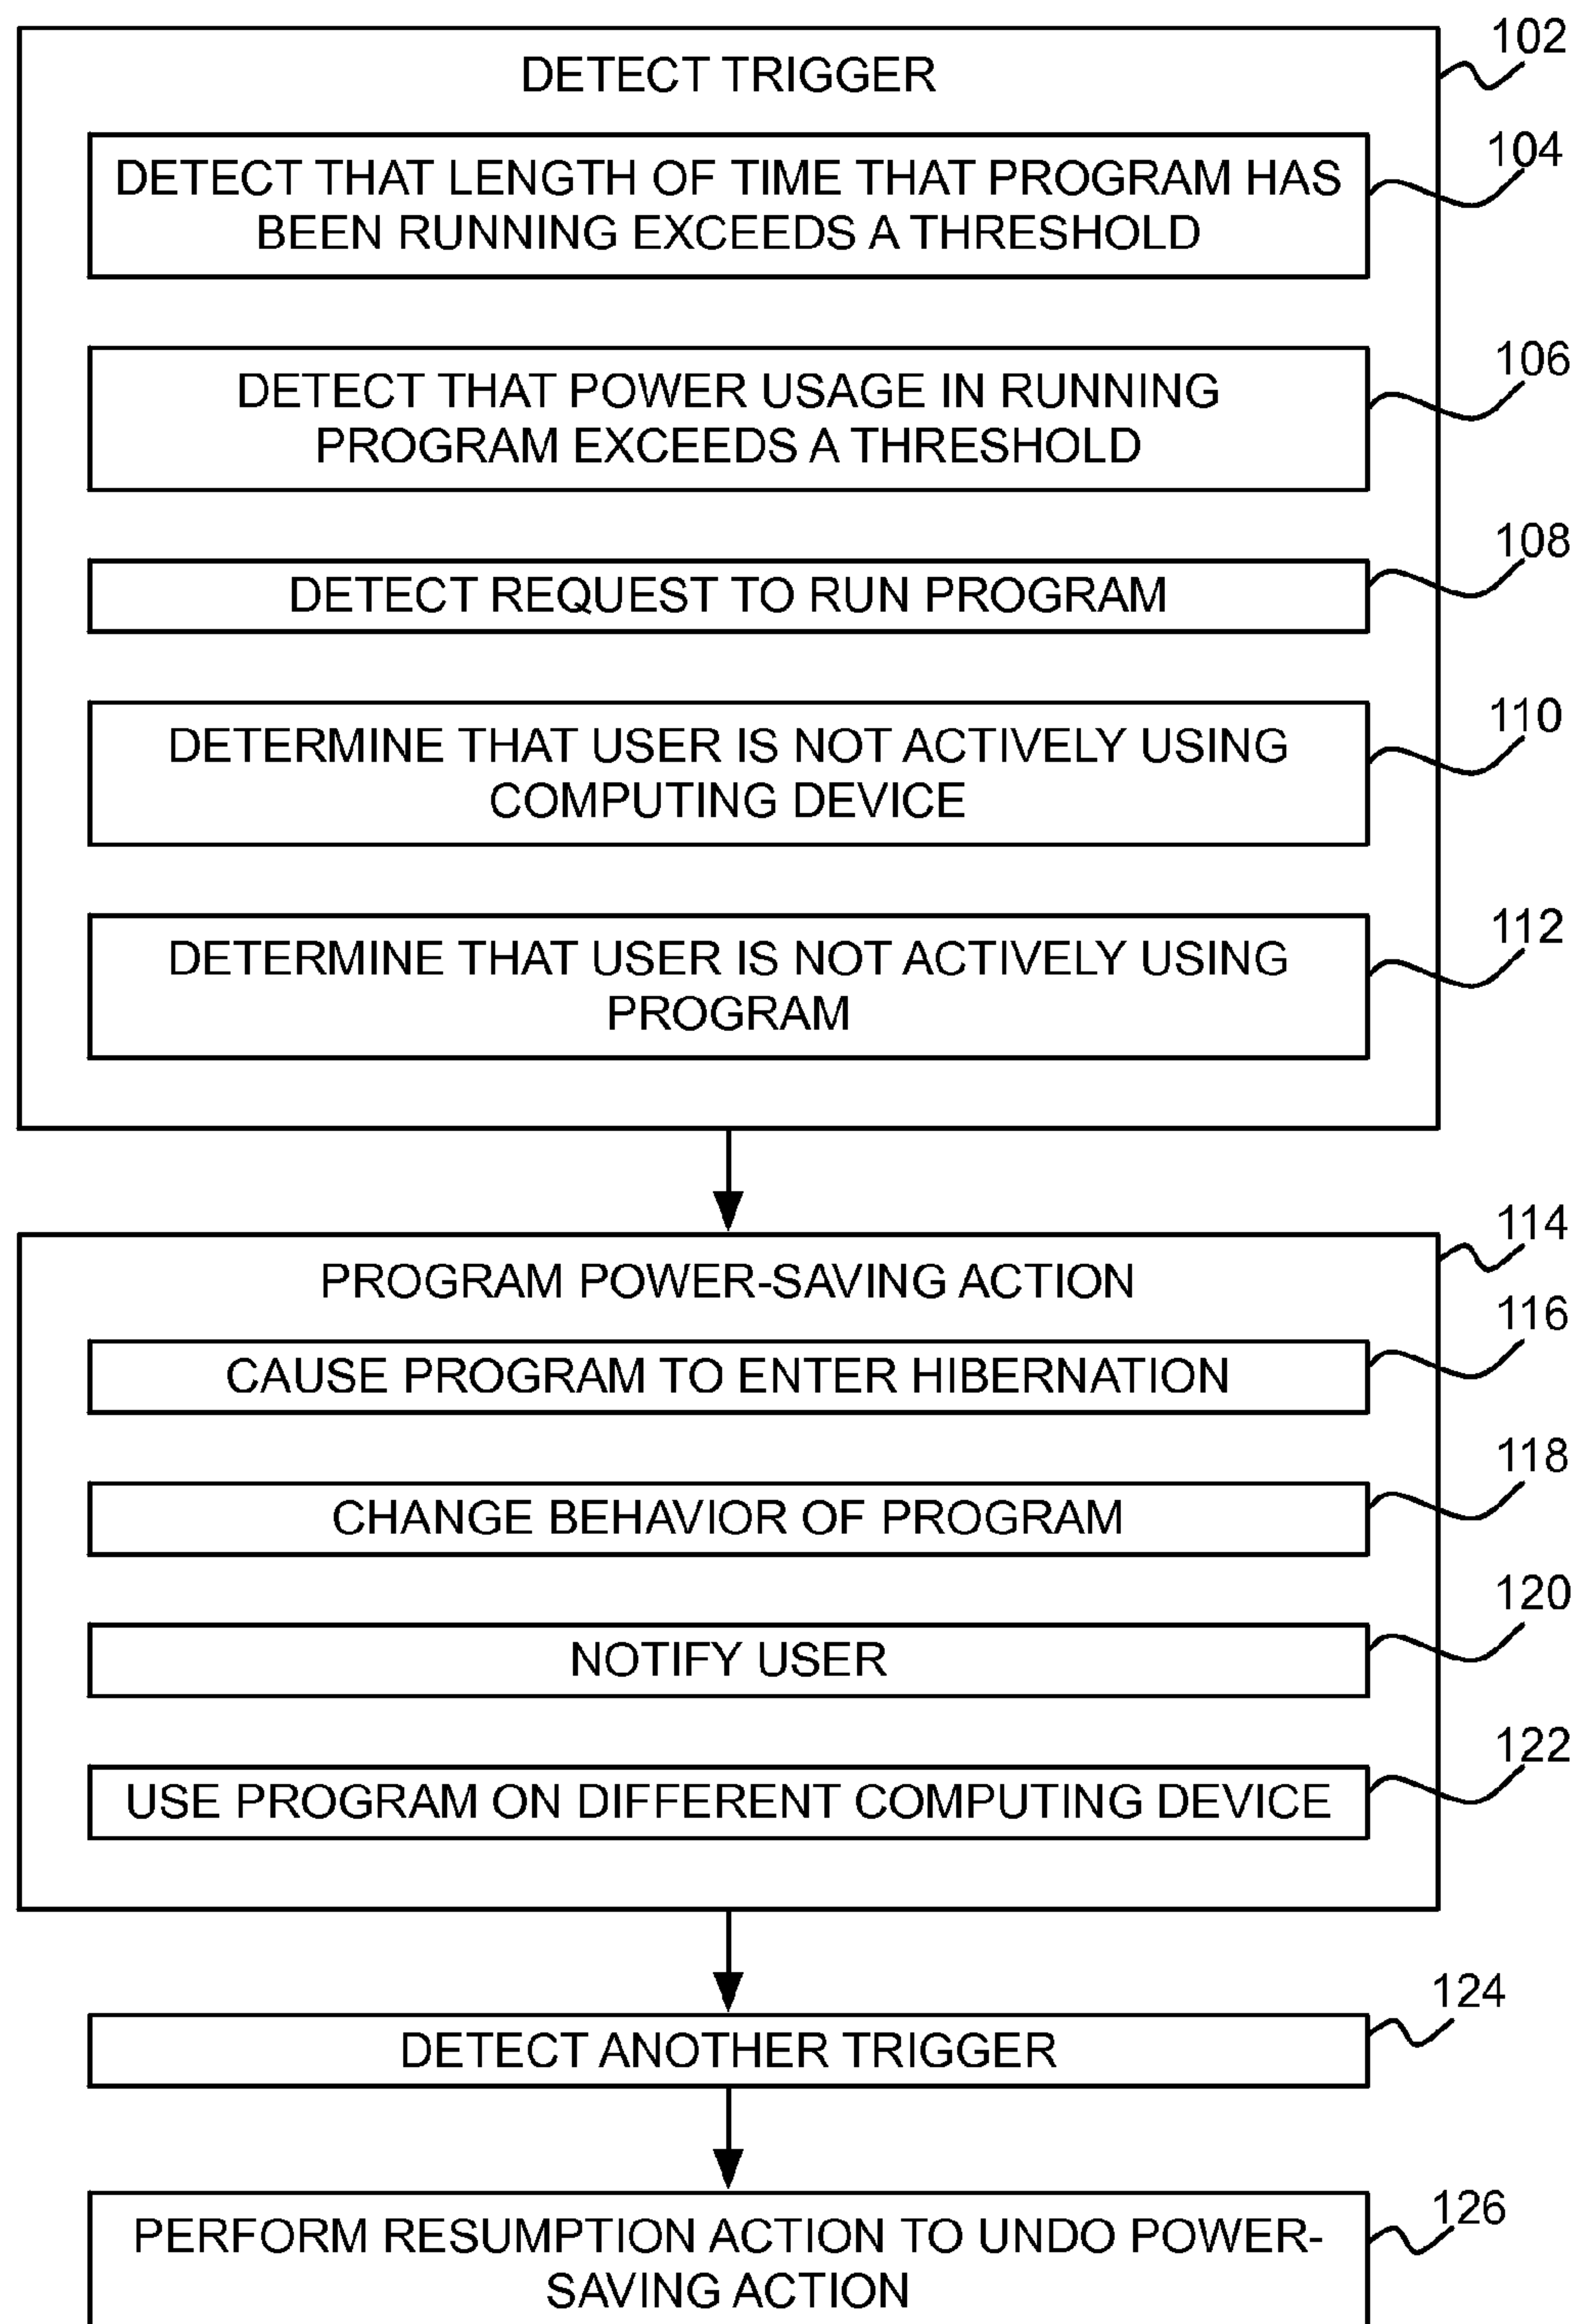 102
DETECT TRIGGER
104
DETECT THAT LENGTH OF TIME THAT PROGRAM HAS
BEEN RUNNING EXCEEDS A THRESHOLD
106
DETECT THAT POWER USAGE IN RUNNING
PROGRAM EXCEEDS A THRESHOLD
108
DETECT REQUEST TO RUN PROGRAM
110
DETERMINE THAT USER IS NOT ACTIVELY USING
COMPUTING DEVICE
112
DETERMINE THAT USER IS NOT ACTIVELY USING
PROGRAM
114
PROGRAM POWER-SAVING ACTION
116
CAUSE PROGRAM TO ENTER HIBERNATION
118
CHANGE BEHAVIOR OF PROGRAM
120
NOTIFY USER
122
USE PROGRAM ON DIFFERENT COMPUTING DEVICE
124
DETECT ANOTHER TRIGGER
126
PERFORM RESUMPTION ACTION TO UNDO POWER-
SAVING ACTION